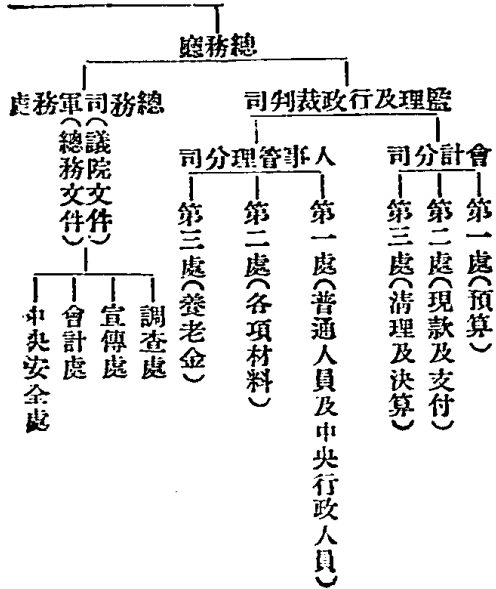 總務廳
監理及行政裁判司
會計分司
第一處(預算)
第二處(現款及支付)
第三處(清理及決算)
人事管理分司
第一處(普通人員及中央行政人員)
第二處(各項材料)
第三處(養老金)
總務司軍務處
(議院文件)
(總務文件)
調查處
宣傳處
會計處
中央安全處